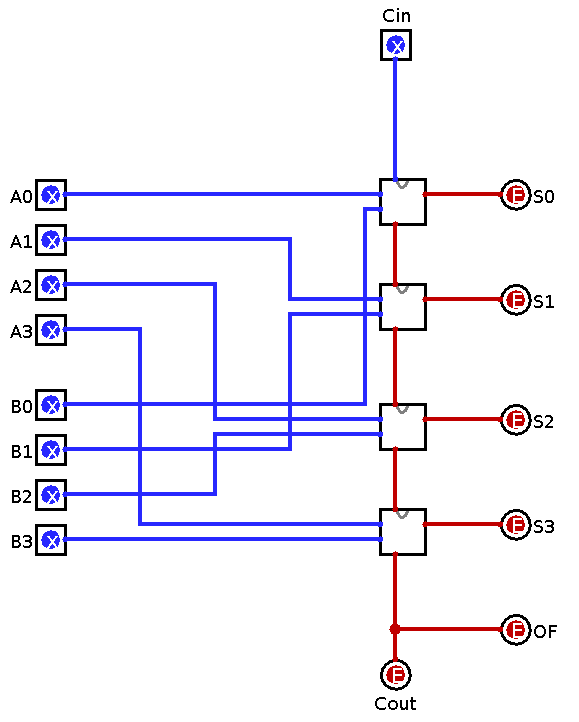 Cin
x
A0 x E S0
A1 x
A2 x E S1
A3 x
B0 x E S2
B1 x
B2 x
B3 x E S3
E OF
E
Cout